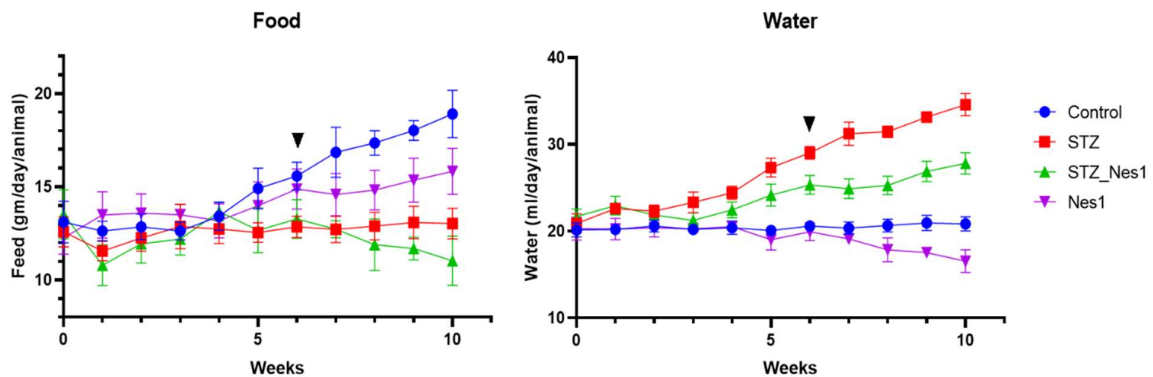 Food
Feed (gm/day/animal)
20
15
10
0
5
10
Weeks
Water
Water (ml/day/animal)
40
30
20
10
0
5
10
Weeks
Control
STZ
STZ_Nes1
Nes1